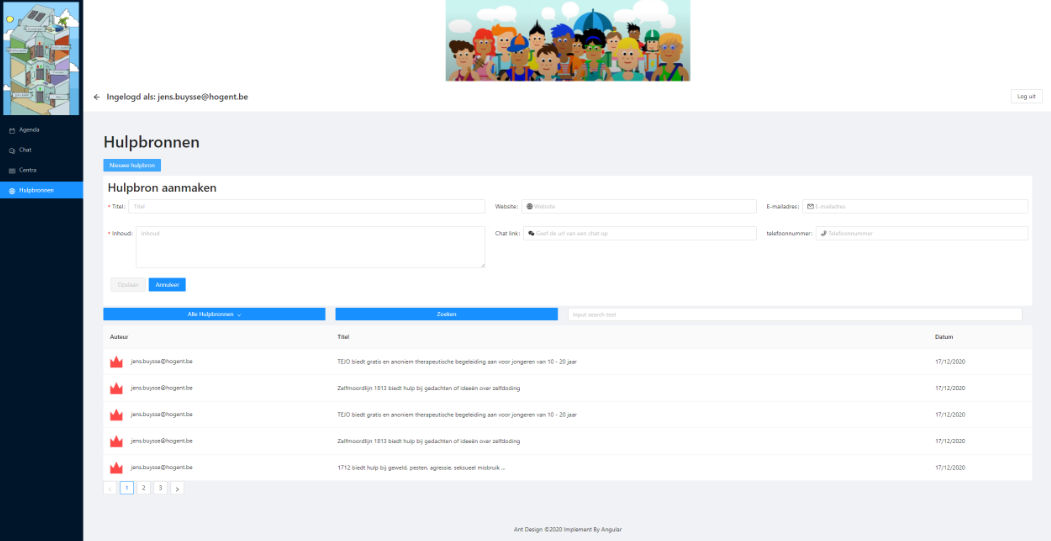 Ingelogd als: jens.buysse@hogent.be
Log uit
Agenda
Chat
Centra
Hulpbronnen
Hulpbronnen
Nieuwe hulpbron
Hulpbron aanmaken
* Titel: Titel
Website: Website
E-mailadres: E-mailadres
* Inhoud: Inhoud
Chat link: Geef de url van een chat op
telefoonnummer: Telefoonnummer
Opslaan
Annuleer
Alle Hulpbronnen
Zoeken
input search text
Auteur Titel Datum
jens.buysse@hogent.be TEJO biedt gratis en anoniem therapeutische begeleiding aan voor jongeren van 10 - 20 jaar 17/12/2020
jens.buysse@hogent.be Zelfmoordlijn 1813 biedt hulp bij gedachten of ideeën over zelfdoding 17/12/2020
jens.buysse@hogent.be TEJO biedt gratis en anoniem therapeutische begeleiding aan voor jongeren van 10 - 20 jaar 17/12/2020
jens.buysse@hogent.be Zelfmoordlijn 1813 biedt hulp bij gedachten of ideeën over zelfdoding 17/12/2020
jens.buysse@hogent.be 1712 biedt hulp bij geweld, pesten, agressie, seksueel misbruik ... 17/12/2020
< 1 2 3 >
Ant Design ©2020 Implement By Angular